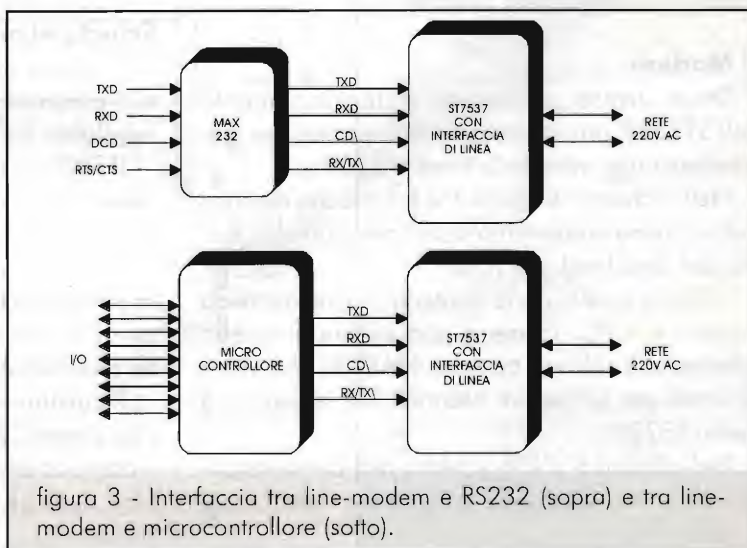 TXD
RXD
DCD
RTS/CTS
MAX
232
TXD
RXD
CD\
RX/TX\
ST7537
CON
INTERFACCIA
DI LINEA
RETE
220V AC
I/O
MICRO
CONTROLLORE
TXD
RXD
CD\
RX/TX\
ST7537
CON
INTERFACCIA
DI LINEA
RETE
220V AC
figura 3 - Interfaccia tra line-modem e RS232 (sopra) e tra line-
modem e microcontrollore (sotto).